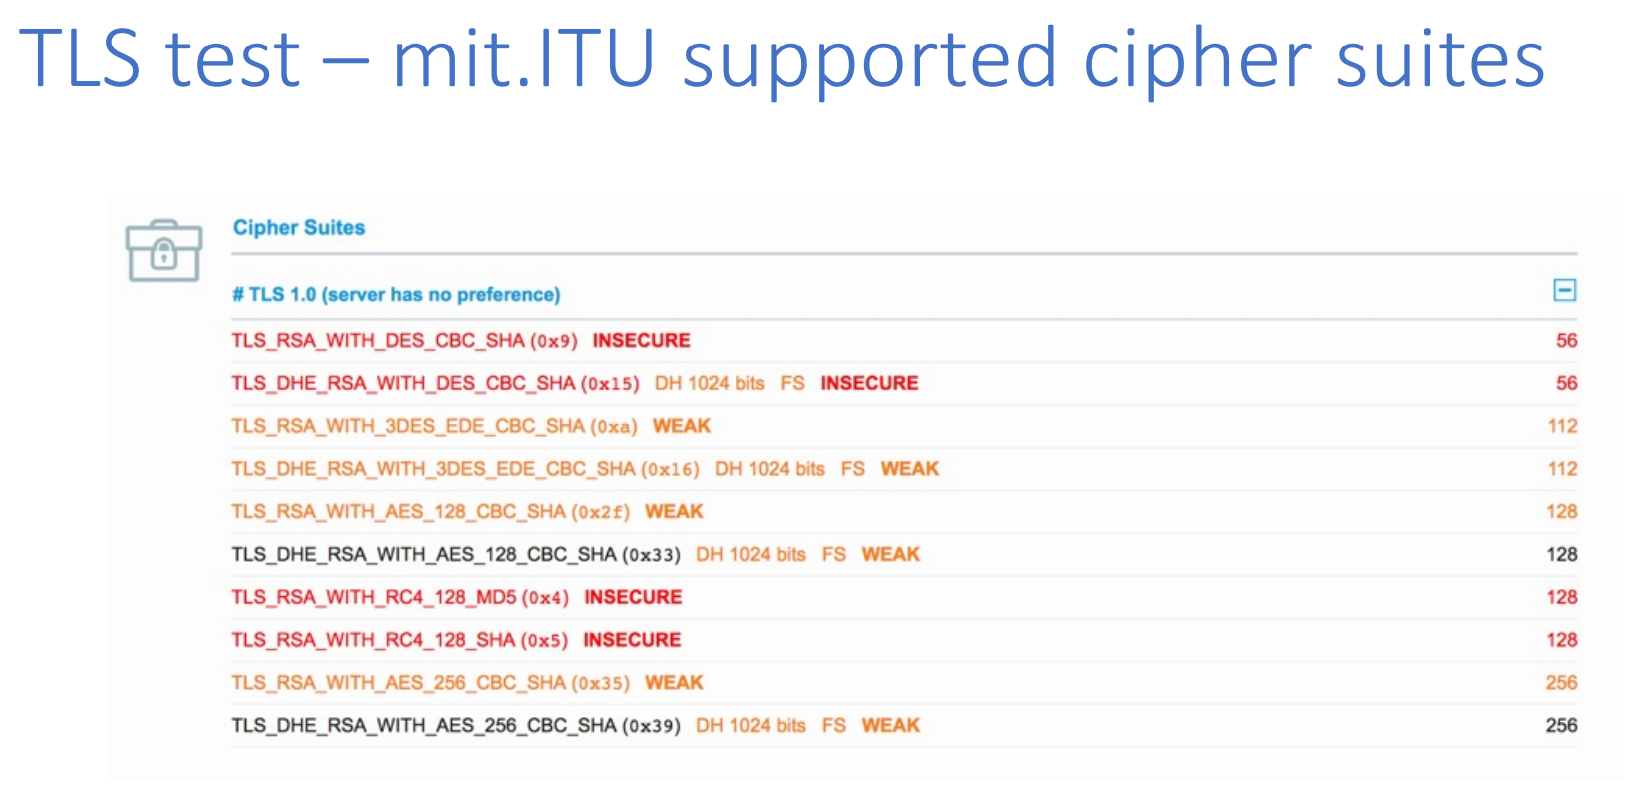 TLS test – mit.ITU supported cipher suites
Cipher Suites
# TLS 1.0 (server has no preference)
TLS_RSA_WITH_DES_CBC_SHA (0x9) INSECURE 56
TLS_DHE_RSA_WITH_DES_CBC_SHA (0x15) DH 1024 bits FS INSECURE 56
TLS_RSA_WITH_3DES_EDE_CBC_SHA (0xa) WEAK 112
TLS_DHE_RSA_WITH_3DES_EDE_CBC_SHA (0x16) DH 1024 bits FS WEAK 112
TLS_RSA_WITH_AES_128_CBC_SHA (0x2f) WEAK 128
TLS_DHE_RSA_WITH_AES_128_CBC_SHA (0x33) DH 1024 bits FS WEAK 128
TLS_RSA_WITH_RC4_128_MD5 (0x4) INSECURE 128
TLS_RSA_WITH_RC4_128_SHA (0x5) INSECURE 128
TLS_RSA_WITH_AES_256_CBC_SHA (0x35) WEAK 256
TLS_DHE_RSA_WITH_AES_256_CBC_SHA (0x39) DH 1024 bits FS WEAK 256